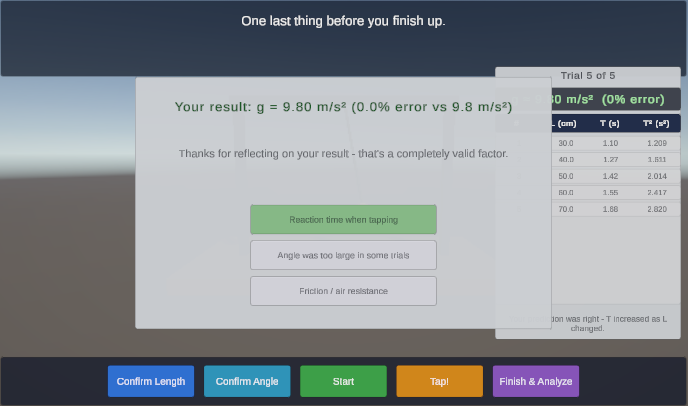 One last thing before you finish up.
Trial 5 of 5
Your result: g = 9.80 m/s² (0.0% error vs 9.8 m/s²)
80 m/s² (0% error)
L (cm) T (s) T² (s²)
30.0 1.10 1.209
40.0 1.27 1.611
50.0 1.42 2.014
60.0 1.55 2.417
70.0 1.68 2.820
Thanks for reflecting on your result - that's a completely valid factor.
Reaction time when tapping
Angle was too large in some trials
Friction / air resistance
was right - T increased as L
changed.
Confirm Length
Confirm Angle
Start
Tap!
Finish & Analyze